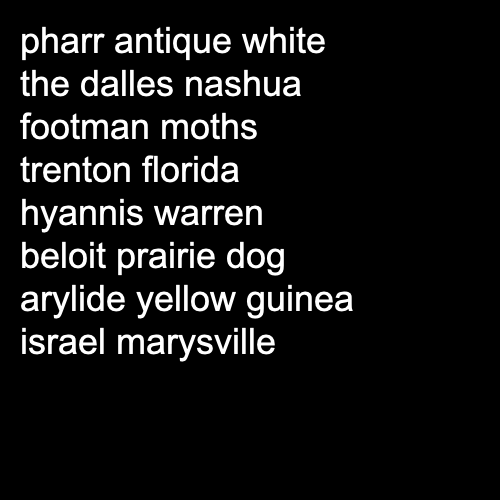 pharr antique white
the dalles nashua
footman moths
trenton florida
hyannis warren
beloit prairie dog
arylide yellow guinea
israel marysville